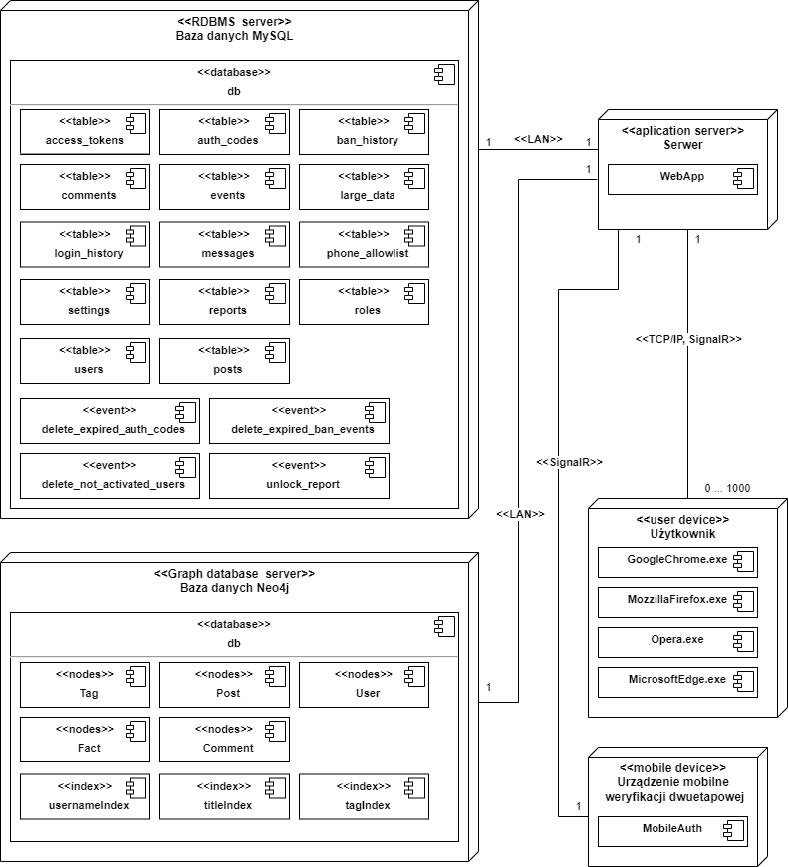 <<RDBMS server>>
Baza danych MySQL
<<database>>
db
<<table>>
access_tokens
<<table>>
auth_codes
<<table>>
ban_history
<<table>>
comments
<<table>>
events
<<table>>
large_data
<<table>>
login_history
<<table>>
messages
<<table>>
phone_allowlist
<<table>>
settings
<<table>>
reports
<<table>>
roles
<<table>>
users
<<table>>
posts
<<event>>
delete_expired_auth_codes
<<event>>
delete_expired_ban_events
<<event>>
delete_not_activated_users
<<event>>
unlock_report
1
<<LAN>>
1
1
<<aplication server>>
Serwer
WebApp
1
1
<<TCP/IP, SignalR>>
<<SignalR>>
<<LAN>>
0 ... 1000
<<user device>>
Użytkownik
GoogleChrome.exe
MozzillaFirefox.exe
Opera.exe
MicrosoftEdge.exe
<<Graph database server>>
Baza danych Neo4j
<<database>>
db
<<nodes>>
Tag
<<nodes>>
Post
<<nodes>>
User
<<nodes>>
Fact
<<nodes>>
Comment
<<index>>
usernameIndex
<<index>>
titleIndex
<<index>>
tagIndex
1
1
<<mobile device>>
Urządzenie mobilne
weryfikacji dwuetapowej
MobileAuth